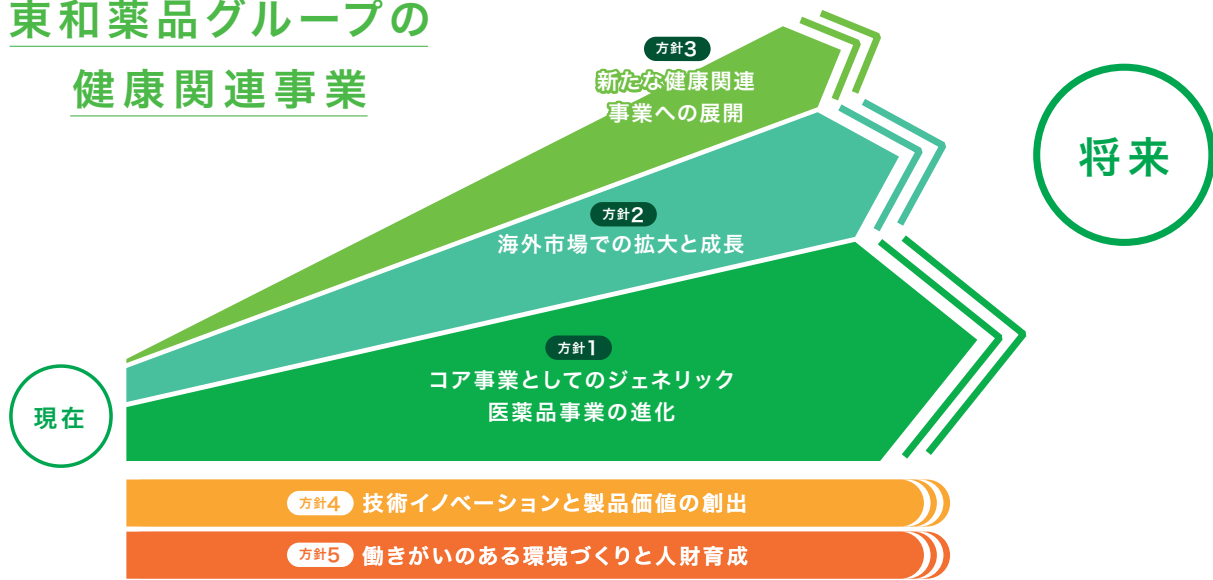 東和薬品グループの
健康関連事業
方針3
新たな健康関連
事業への展開
将来
方針2
海外市場での拡大と成長
方針1
コア事業としてのジェネリック
医薬品事業の進化
現在
方針4 技術イノベーションと製品価値の創出
方針5 働きがいのある環境づくりと人財育成